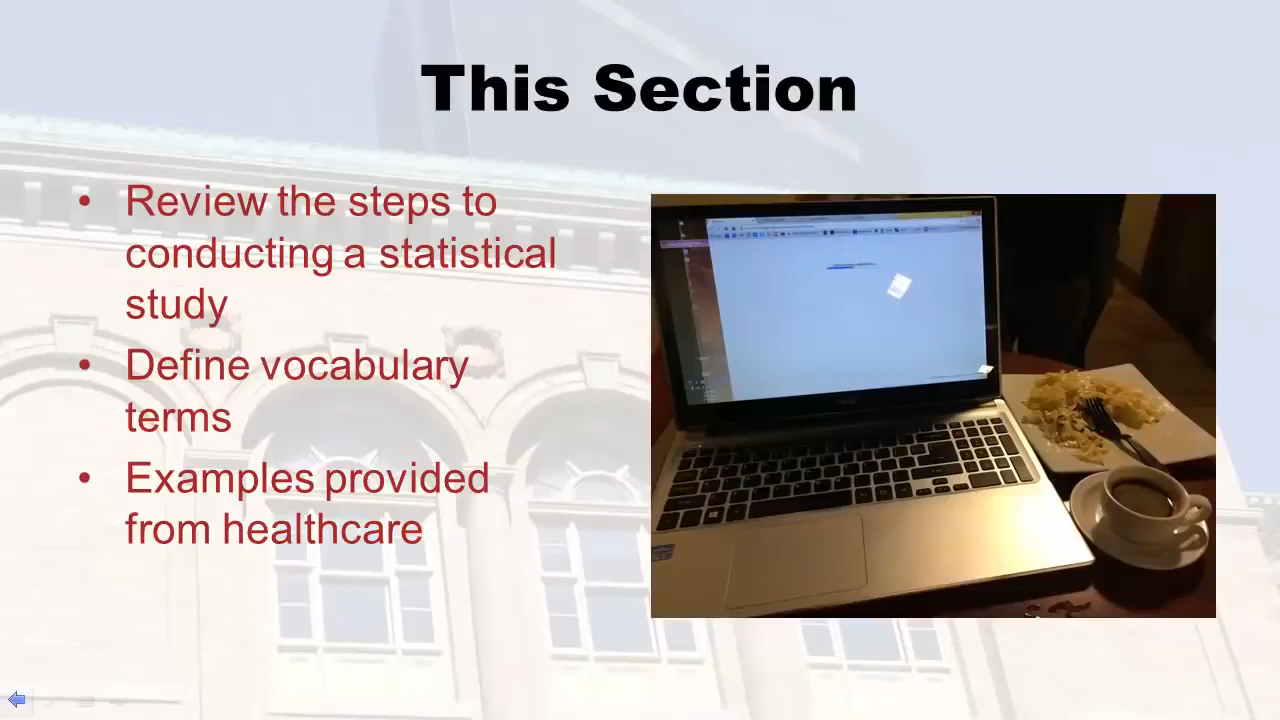 This Section
• Review the steps to
conducting a statistical
study
• Define vocabulary
terms
• Examples provided
from healthcare